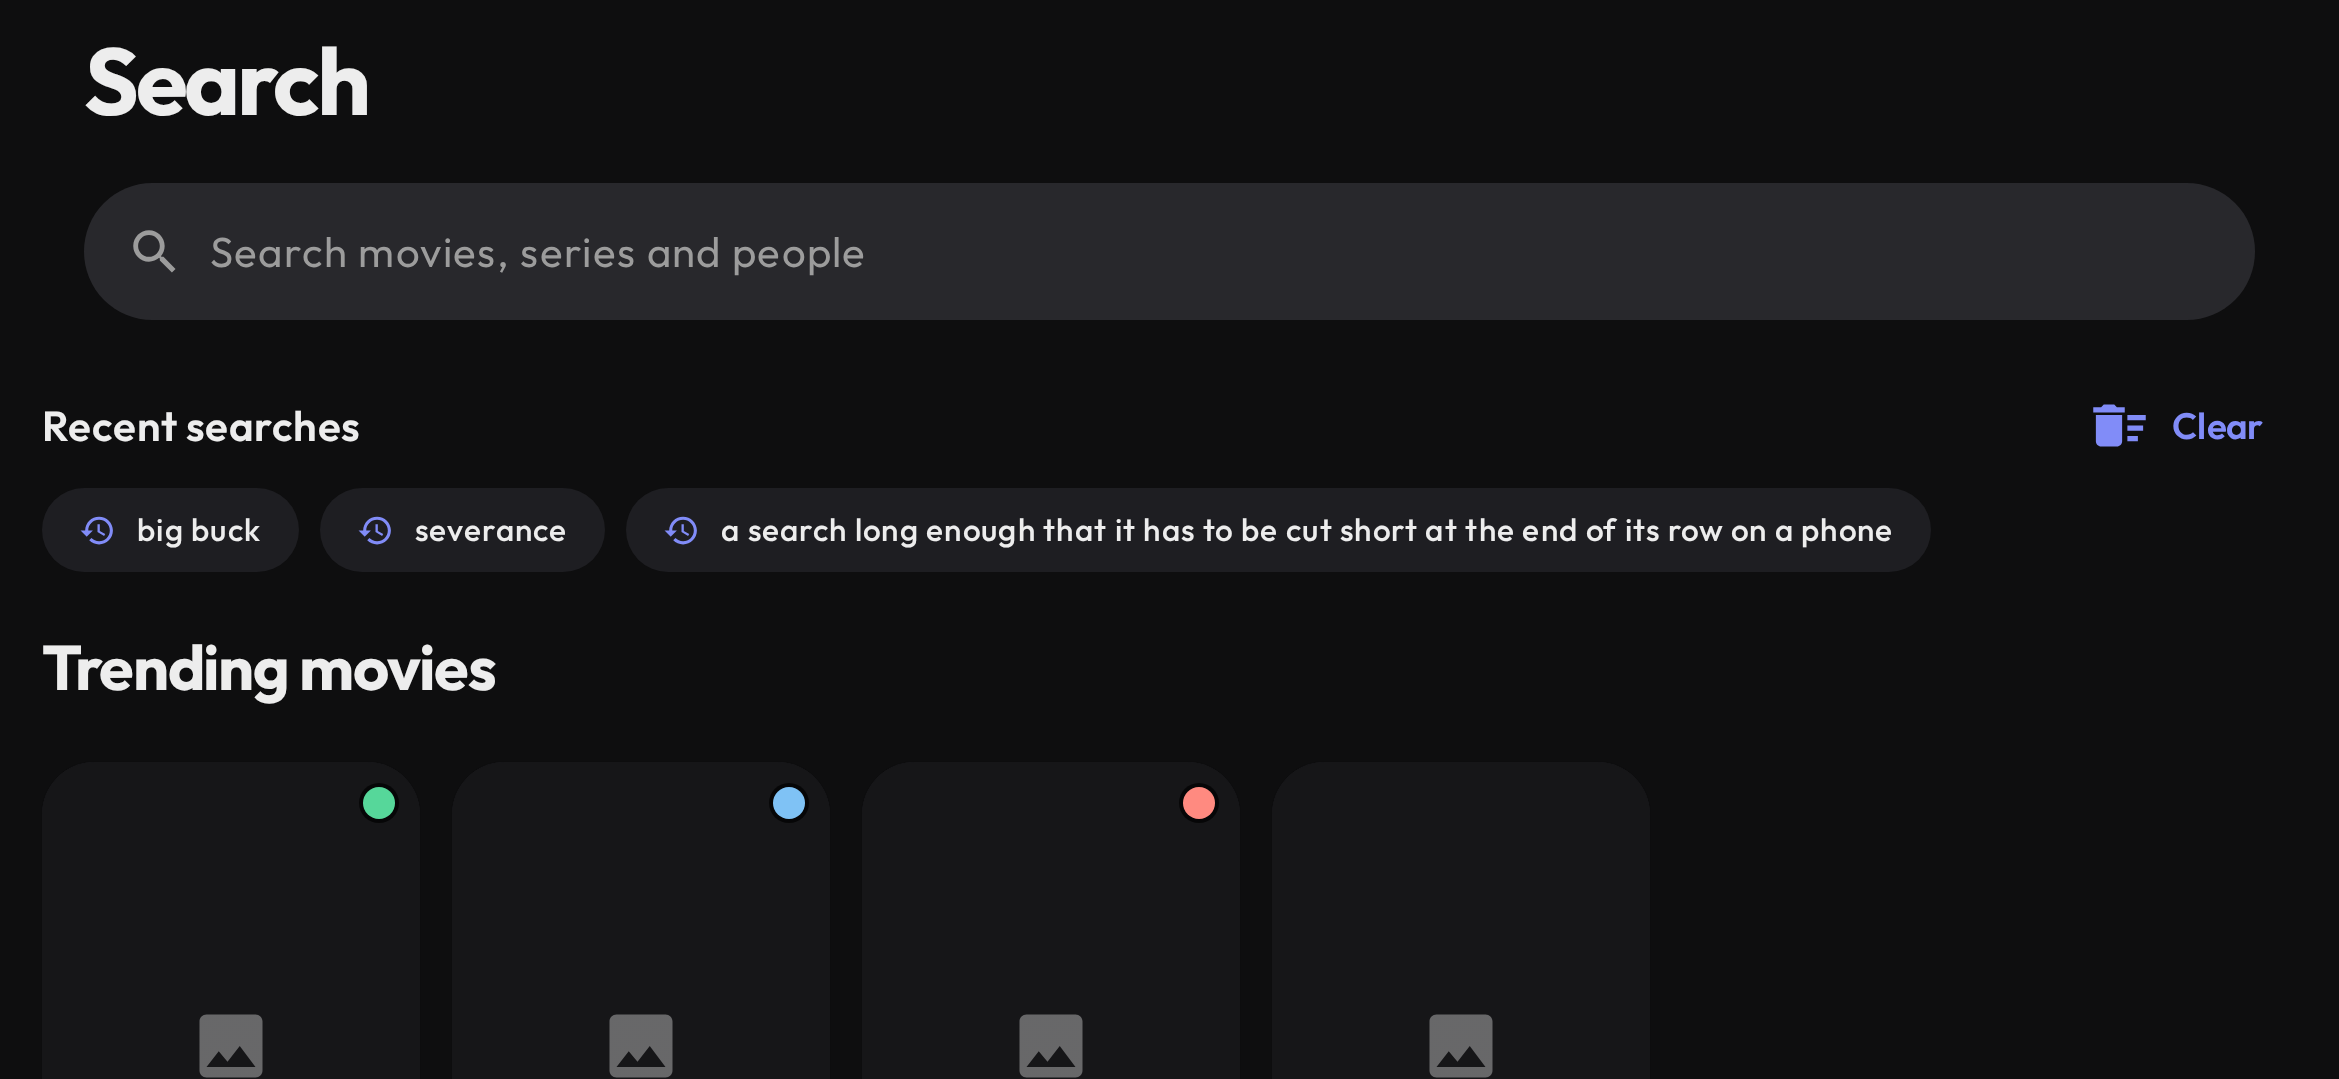 Search
Search movies, series and people
Recent searches
Clear
big buck
severance
a search long enough that it has to be cut short at the end of its row on a phone
Trending movies